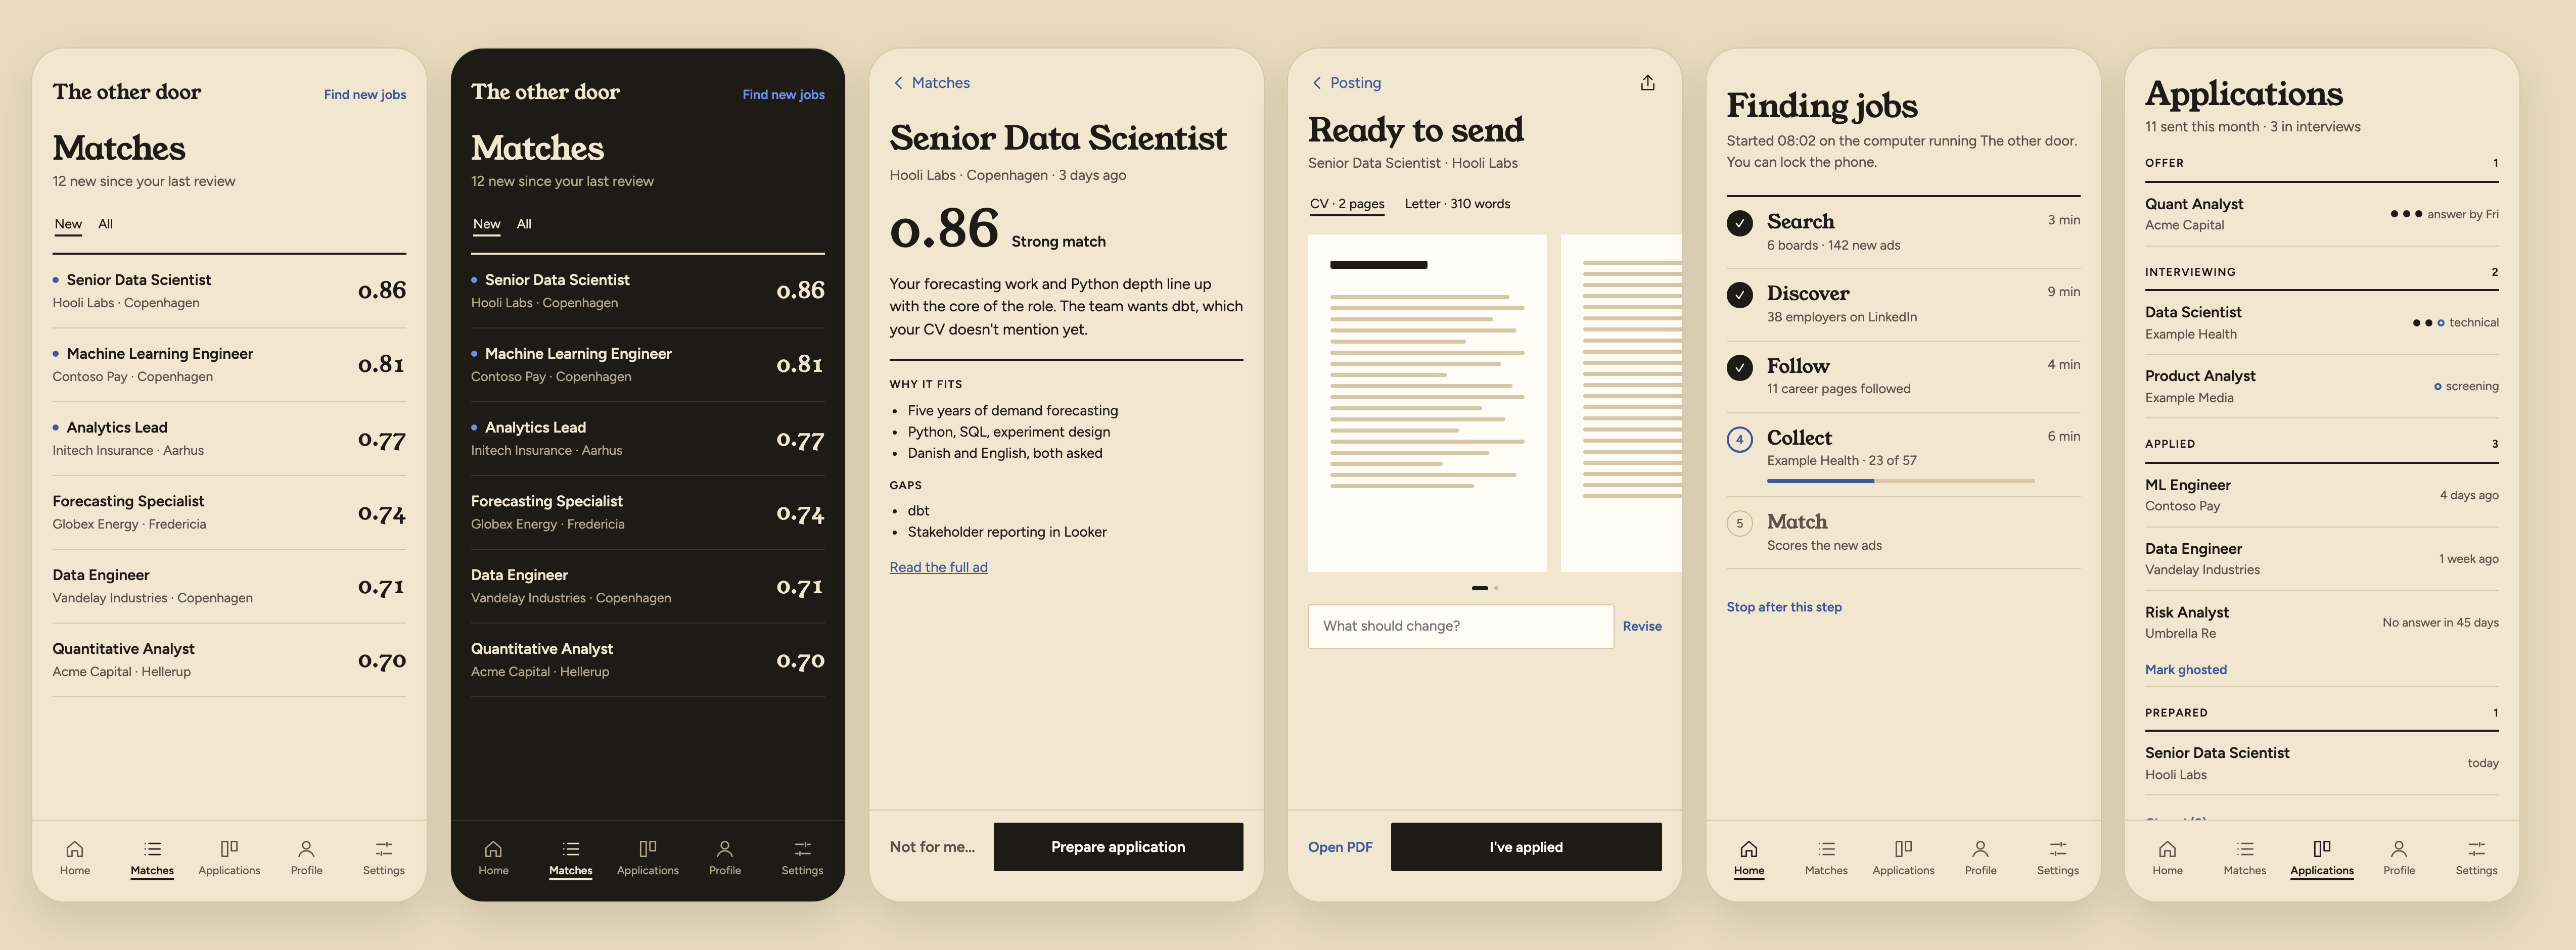 The other door
Find new jobs
Matches
12 new since your last review
New All
Senior Data Scientist
Hooli Labs · Copenhagen
0.86
Machine Learning Engineer
Contoso Pay · Copenhagen
0.81
Analytics Lead
Initech Insurance · Aarhus
0.77
Forecasting Specialist
Globex Energy · Fredericia
0.74
Data Engineer
Vandelay Industries · Copenhagen
0.71
Quantitative Analyst
Acme Capital · Hellerup
0.70
Home Matches Applications Profile Settings
The other door
Find new jobs
Matches
12 new since your last review
New All
Senior Data Scientist
Hooli Labs · Copenhagen
0.86
Machine Learning Engineer
Contoso Pay · Copenhagen
0.81
Analytics Lead
Initech Insurance · Aarhus
0.77
Forecasting Specialist
Globex Energy · Fredericia
0.74
Data Engineer
Vandelay Industries · Copenhagen
0.71
Quantitative Analyst
Acme Capital · Hellerup
0.70
Home Matches Applications Profile Settings
Matches
Senior Data Scientist
Hooli Labs · Copenhagen · 3 days ago
0.86 Strong match
Your forecasting work and Python depth line up
with the core of the role. The team wants dbt, which
your CV doesn't mention yet.
WHY IT FITS
• Five years of demand forecasting
• Python, SQL, experiment design
• Danish and English, both asked
GAPS
• dbt
• Stakeholder reporting in Looker
Read the full ad
Not for me...
Prepare application
Posting
Ready to send
Senior Data Scientist · Hooli Labs
CV · 2 pages Letter · 310 words
What should change?
Revise
Open PDF
I've applied
Finding jobs
Started 08:02 on the computer running The other door.
You can lock the phone.
Search
3 min
6 boards · 142 new ads
Discover
9 min
38 employers on LinkedIn
Follow
4 min
11 career pages followed
4 Collect
6 min
Example Health · 23 of 57
5 Match
Scores the new ads
Stop after this step
Home Matches Applications Profile Settings
Applications
11 sent this month · 3 in interviews
OFFER 1
Quant Analyst
Acme Capital
answer by Fri
INTERVIEWING 2
Data Scientist
Example Health
technical
Product Analyst
Example Media
screening
APPLIED 3
ML Engineer
Contoso Pay
4 days ago
Data Engineer
Vandelay Industries
1 week ago
Risk Analyst
Umbrella Re
No answer in 45 days
Mark ghosted
PREPARED 1
Senior Data Scientist
Hooli Labs
today
Home Matches Applications Profile Settings